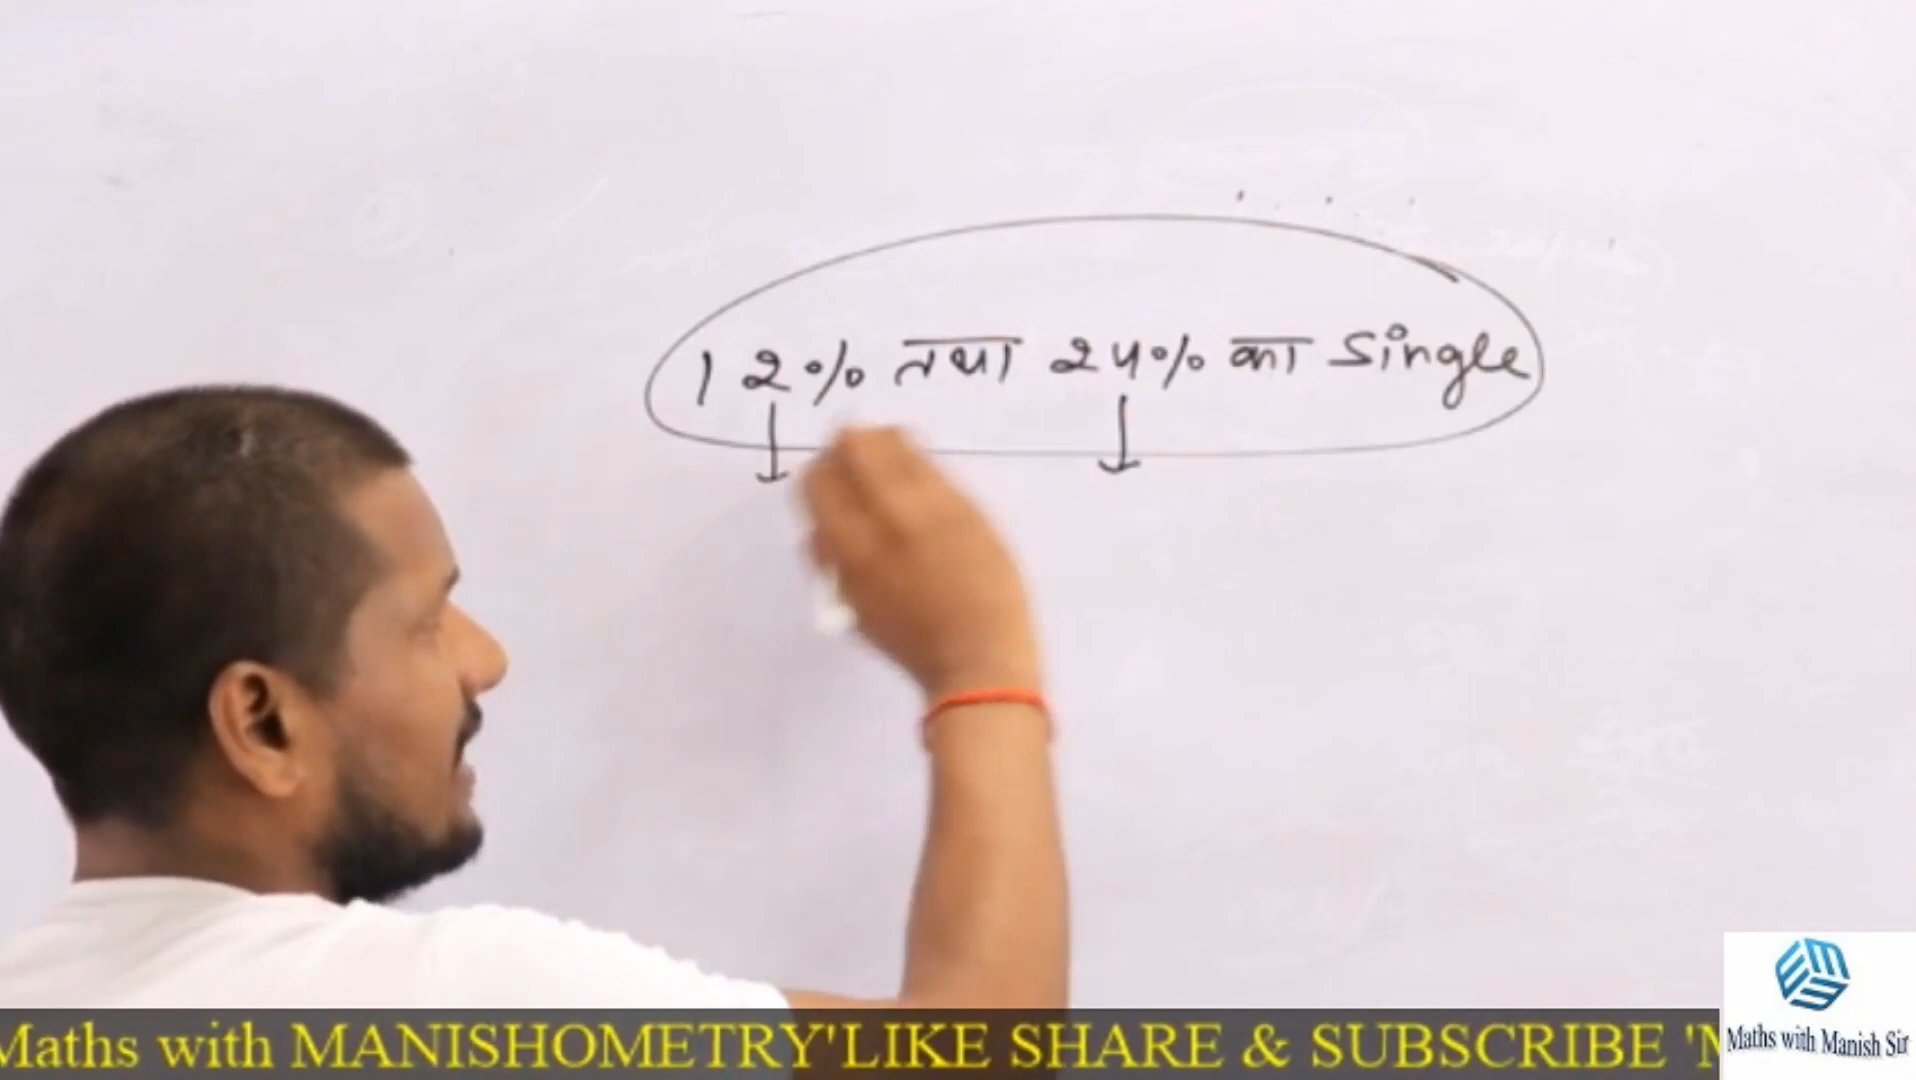 12% तथा 24% का Single
Maths with MANISHOMETRY'LIKE SHARE & SUBSCRIBE '
Maths with Manish Sir